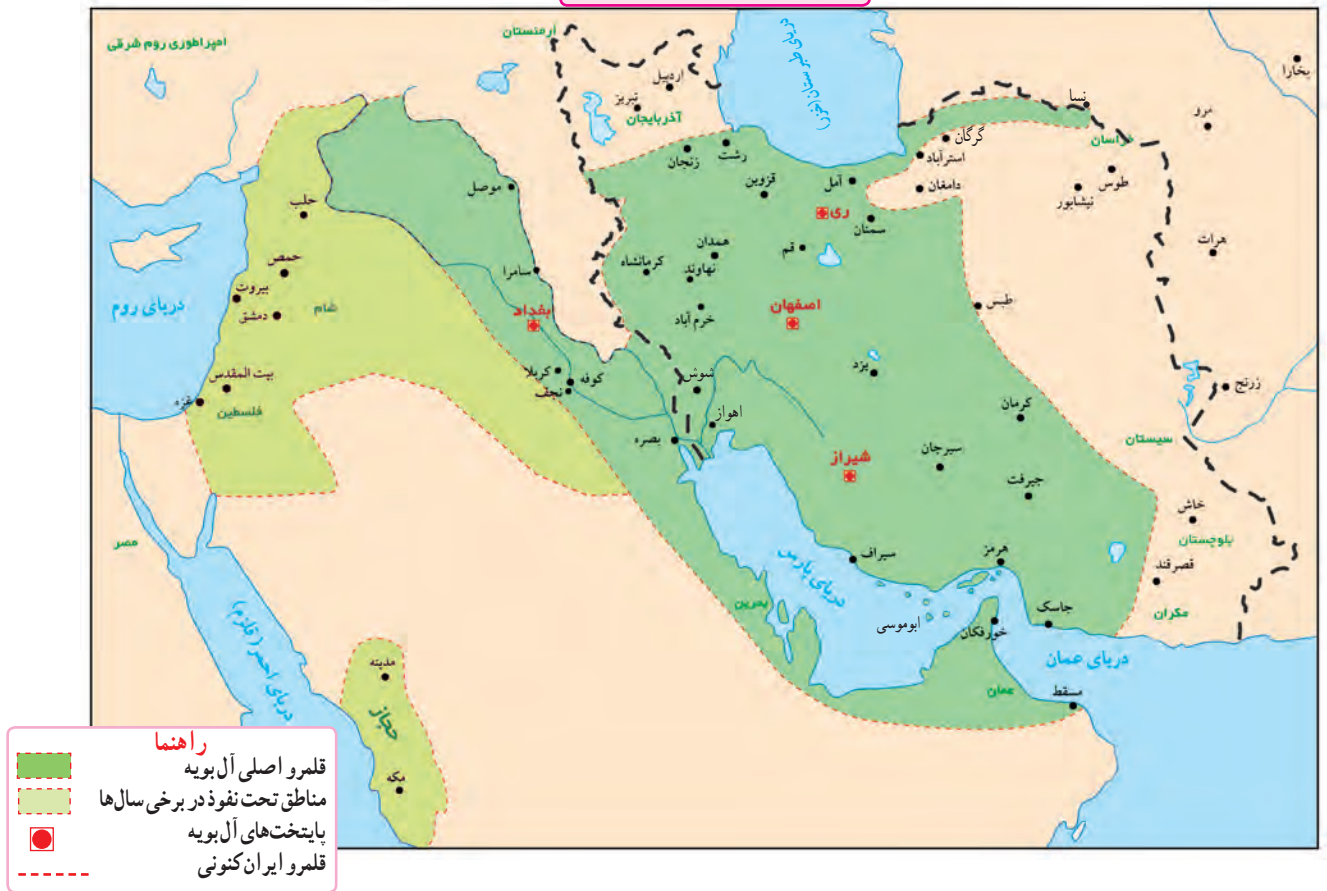 امپراطوری روم شرقی
ارمنستان
دریای طبرستان (خزر)
بخارا
اردبیل
تبریز
آذربایجان
نسا
مرو
خراسان
گرگان
استرآباد
رشت
زنجان
طوس
نیشابور
دامغان
آمل
قزوین
موصل
حلب
ری
سمنان
هرات
همدان
قم
نهاوند
کرمانشاه
سامرا
حمص
بیروت
دمشق
شام
دریای روم
بغداد
اصفهان
خرم‌آباد
طبس
بیت المقدس
غزه
فلسطین
کربلا
کوفه
نجف
شوش
یزد
زرنج
اهواز
کرمان
بصره
سیستان
شیراز
سیرجان
جیرفت
خاش
بلوچستان
مصر
سیراف
هرمز
قصرقند
دریای پارس
بحرین
جاسک
مکران
ابوموسی
خورفکان
دریای عمان
دریای احمر (قلزم)
مدینه
حجاز
مکه
عمان
مسقط
راهنما
قلمرو اصلی آل‌بویه
مناطق تحت نفوذ در برخی سال‌ها
پایتخت‌های آل‌بویه
قلمرو ایران کنونی